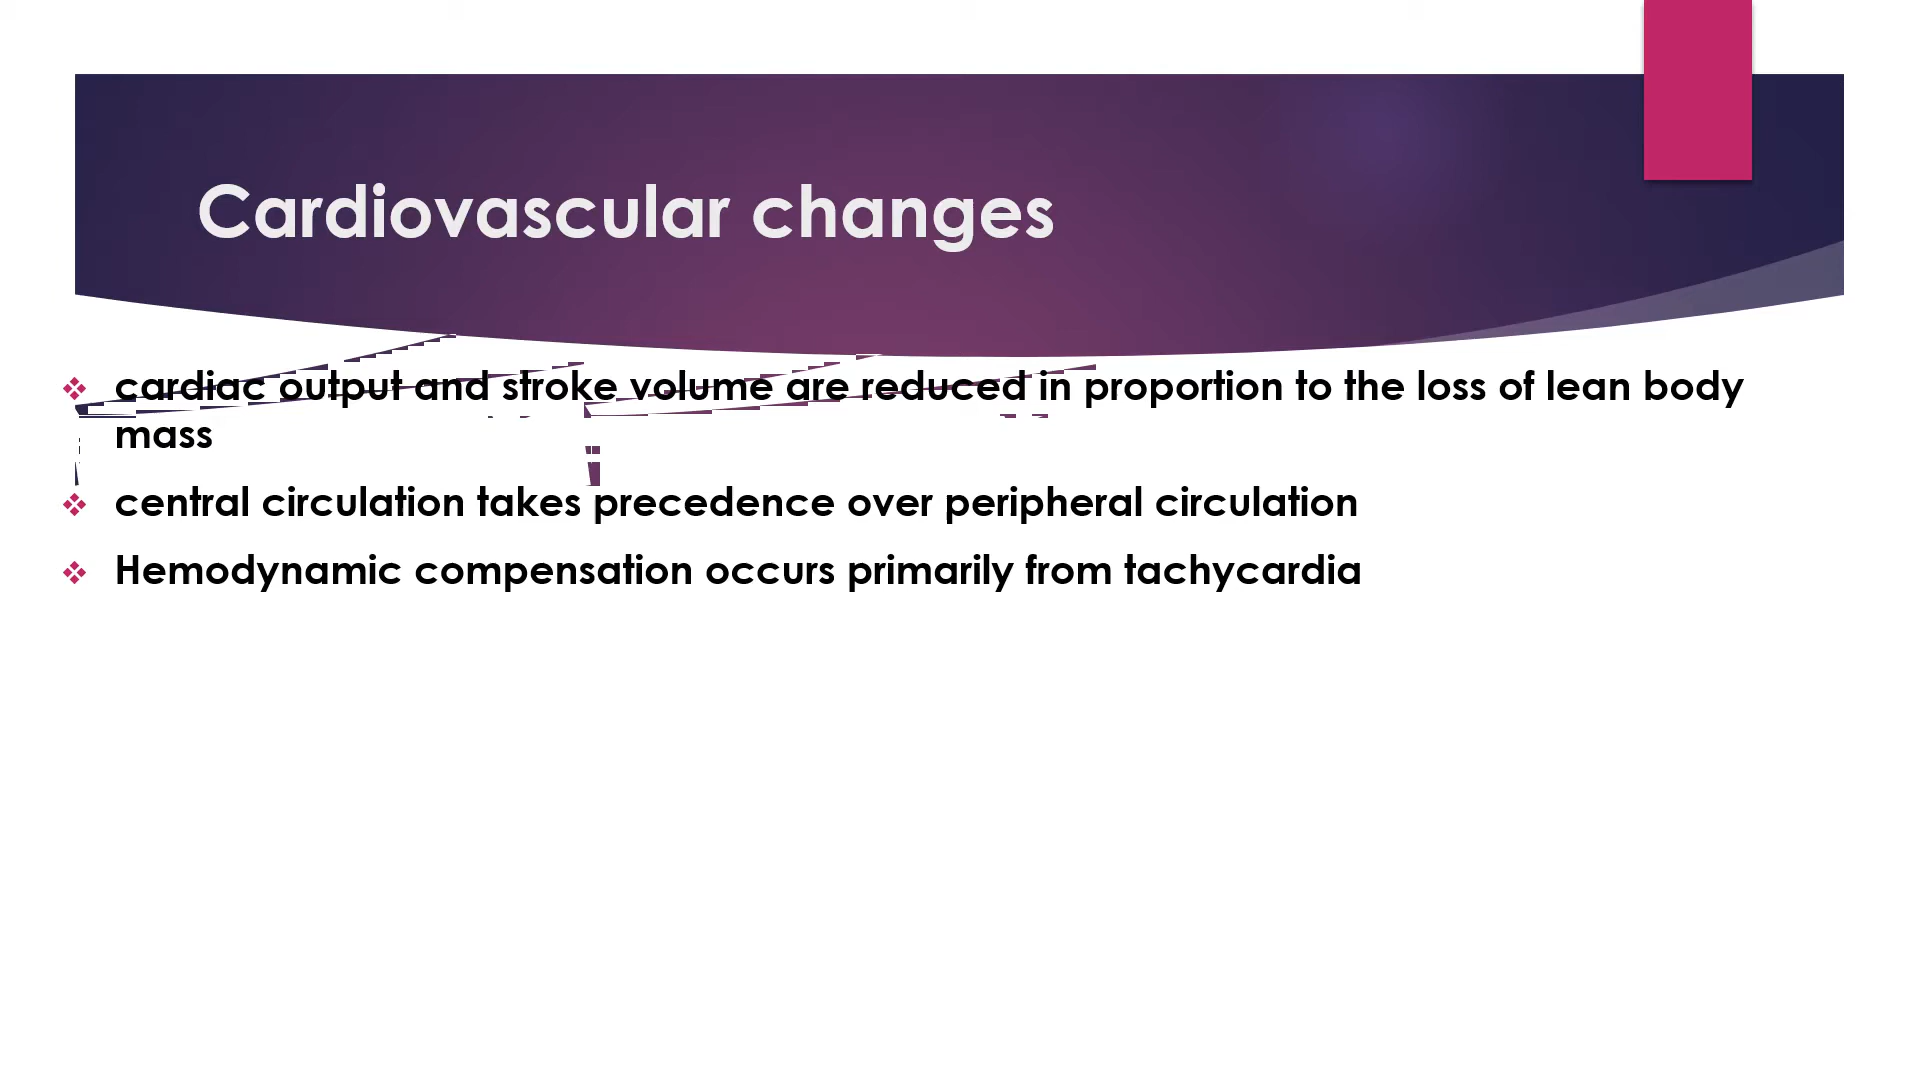 Cardiovascular changes
cardiac output and stroke volume are reduced in proportion to the loss of lean body
mass
central circulation takes precedence over peripheral circulation
Hemodynamic compensation occurs primarily from tachycardia